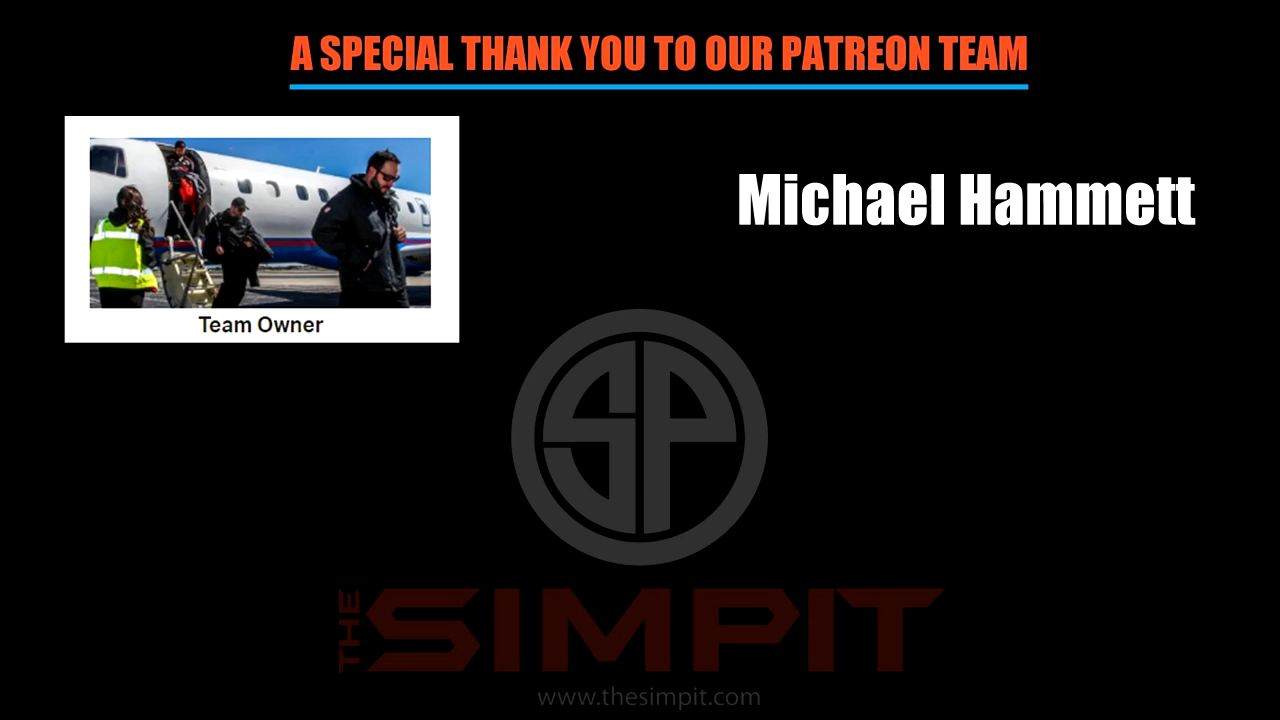 A SPECIAL THANK YOU TO OUR PATREON TEAM
Michael Hammett
Team Owner
SP
THE SIMPIT
www.thesimpit.com